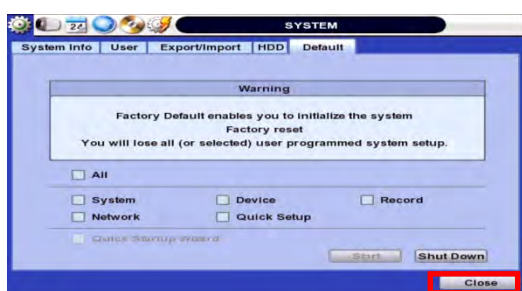 SYSTEM
System Info User Export/Import HDD Default
Warning
Factory Default enables you to initialize the system
Factory reset
You will lose all (or selected) user programmed system setup.
All
System Device Record
Network Quick Setup
Quick Startup Wizard
Start Shut Down
Close